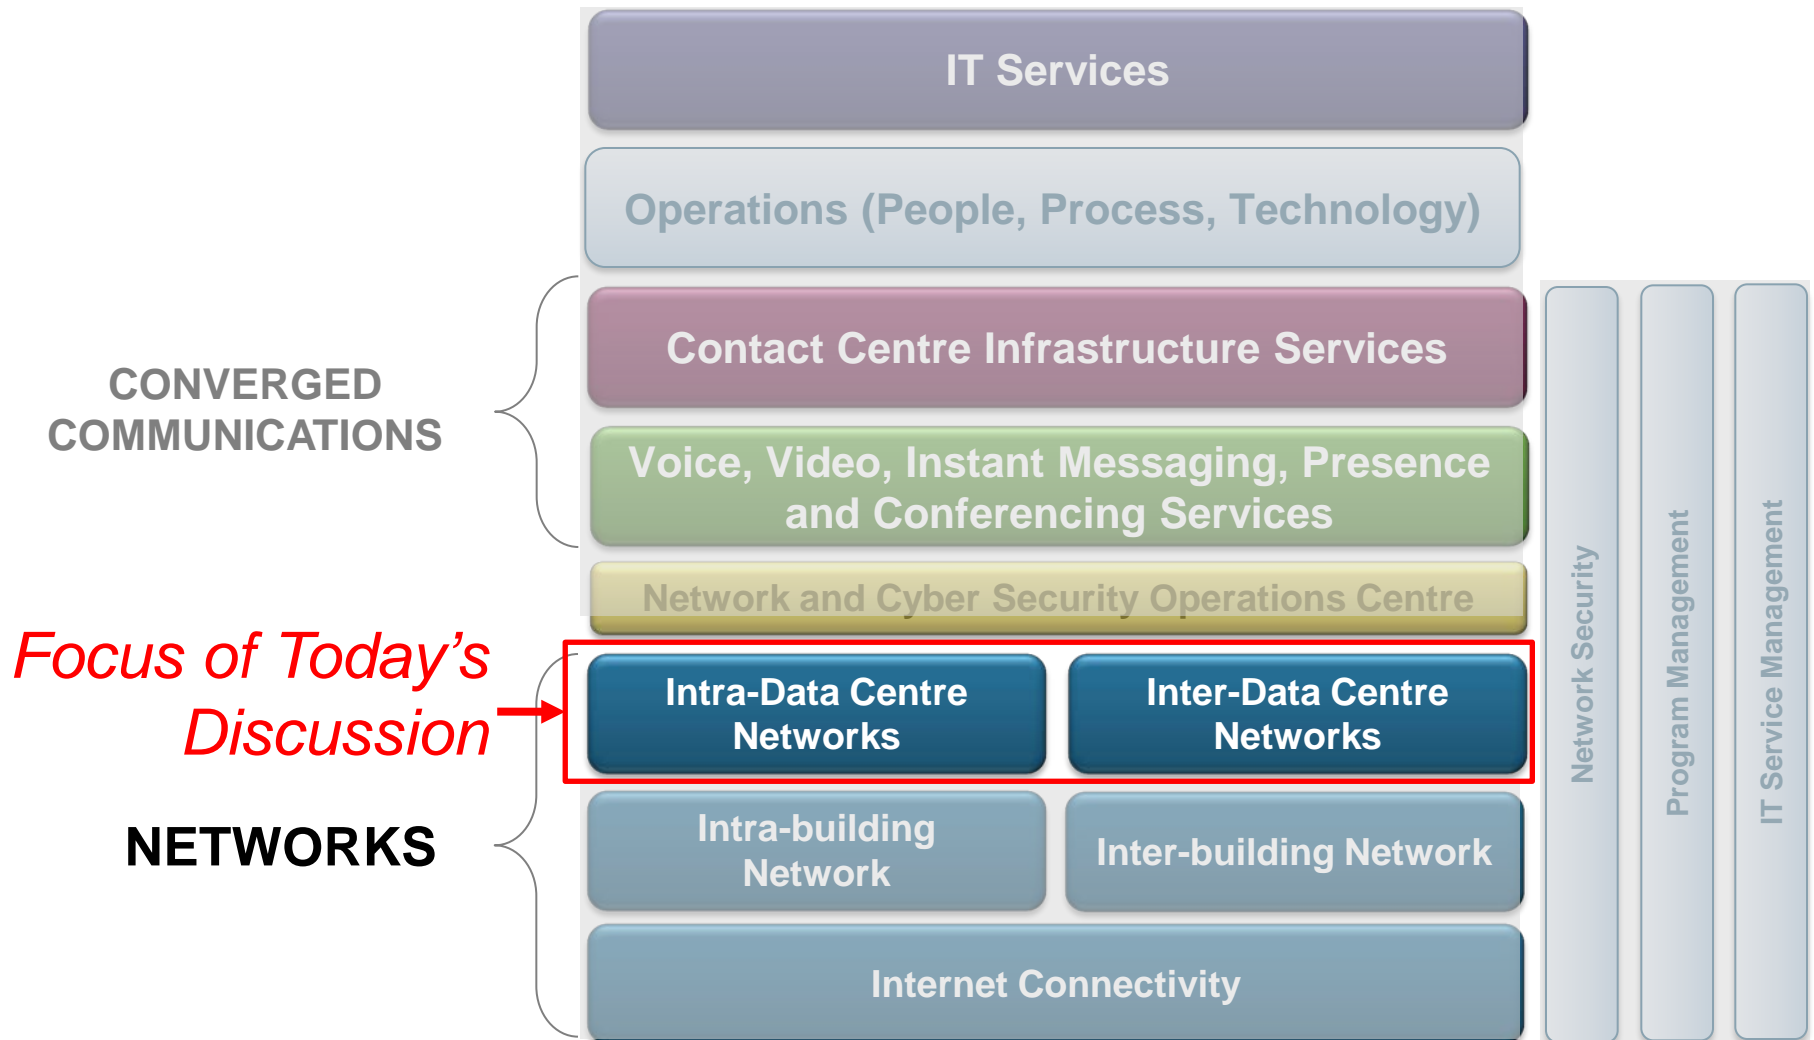 IT Services
Operations (People, Process, Technology)
CONVERGED
COMMUNICATIONS
Contact Centre Infrastructure Services
Voice, Video, Instant Messaging, Presence
and Conferencing Services
Network and Cyber Security Operations Centre
Focus of Today’s
Discussion
Intra-Data Centre
Networks
Inter-Data Centre
Networks
NETWORKS
Intra-building
Network
Inter-building Network
Internet Connectivity
Network Security
Program Management
IT Service Management